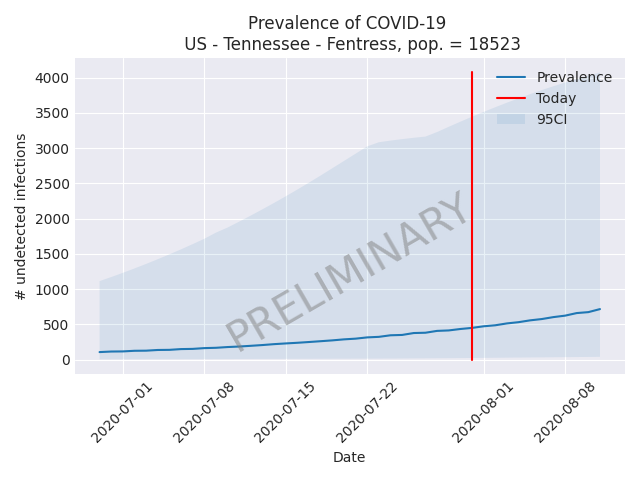 Prevalence of COVID-19
US - Tennessee - Fentress, pop. = 18523
4000
3500
3000
2500
2000
1500
1000
500
0
# undetected infections
Prevalence
Today
95CI
PRELIMINARY
2020-07-01
2020-07-08
2020-07-15
2020-07-22
2020-08-01
2020-08-08
Date